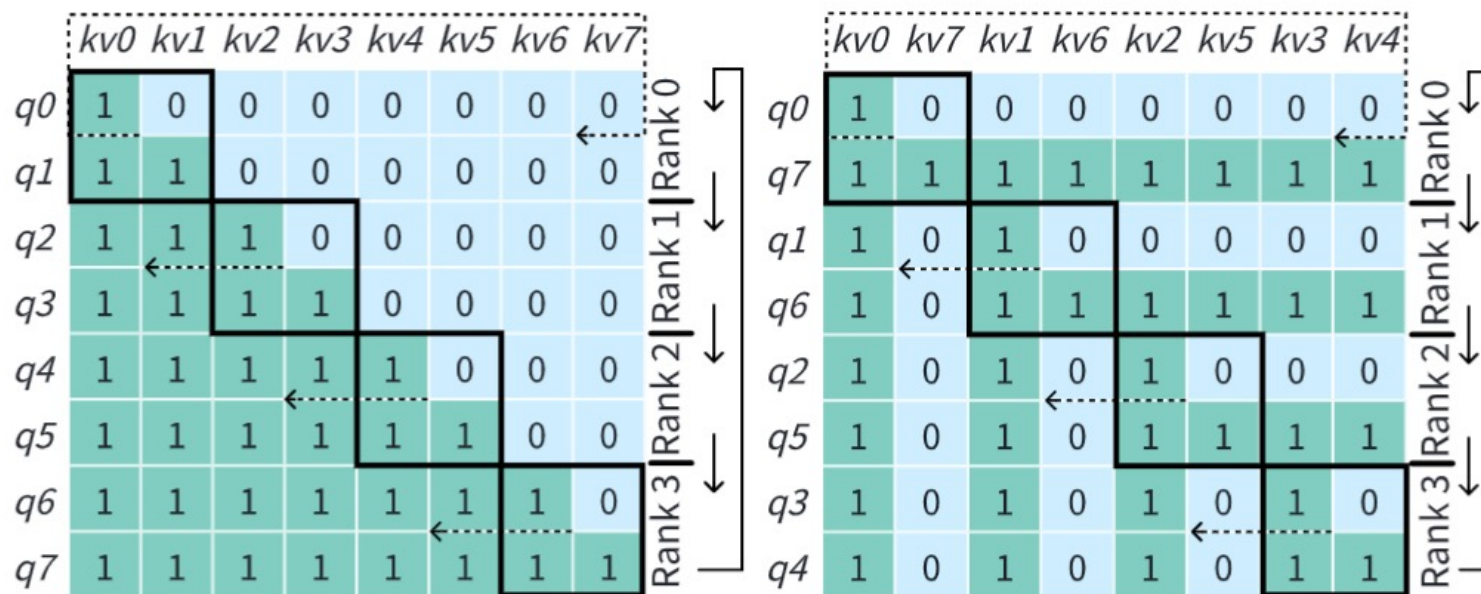 kv0 kv1 kv2 kv3 kv4 kv5 kv6 kv7
q0 1 0 0 0 0 0 0 0
q1 1 1 0 0 0 0 0 0
q2 1 1 1 0 0 0 0 0
q3 1 1 1 1 0 0 0 0
q4 1 1 1 1 1 0 0 0
q5 1 1 1 1 1 1 0 0
q6 1 1 1 1 1 1 1 0
q7 1 1 1 1 1 1 1 1
Rank 0
Rank 1
Rank 2
Rank 3
kv0 kv7 kv1 kv6 kv2 kv5 kv3 kv4
q0 1 0 0 0 0 0 0 0
q7 1 1 1 1 1 1 1 1
q1 1 0 1 0 0 0 0 0
q6 1 0 1 1 1 1 1 1
q2 1 0 1 0 1 0 0 0
q5 1 0 1 0 1 1 1 1
q3 1 0 1 0 1 0 1 0
q4 1 0 1 0 1 0 1 1
Rank 0
Rank 1
Rank 2
Rank 3